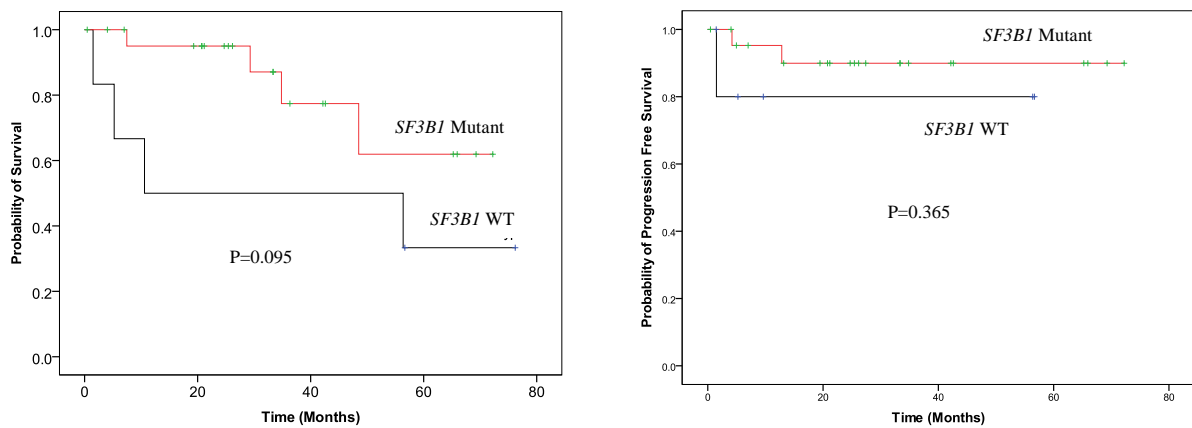 Probability of Survival
1.0
0.8
0.6
0.4
0.2
0.0
SF3B1 Mutant
SF3B1 WT
P=0.095
0 20 40 60 80
Time (Months)
Probability of Progression Free Survival
1.0
0.8
0.6
0.4
0.2
0.0
SF3B1 Mutant
SF3B1 WT
P=0.365
0 20 40 60 80
Time (Months)